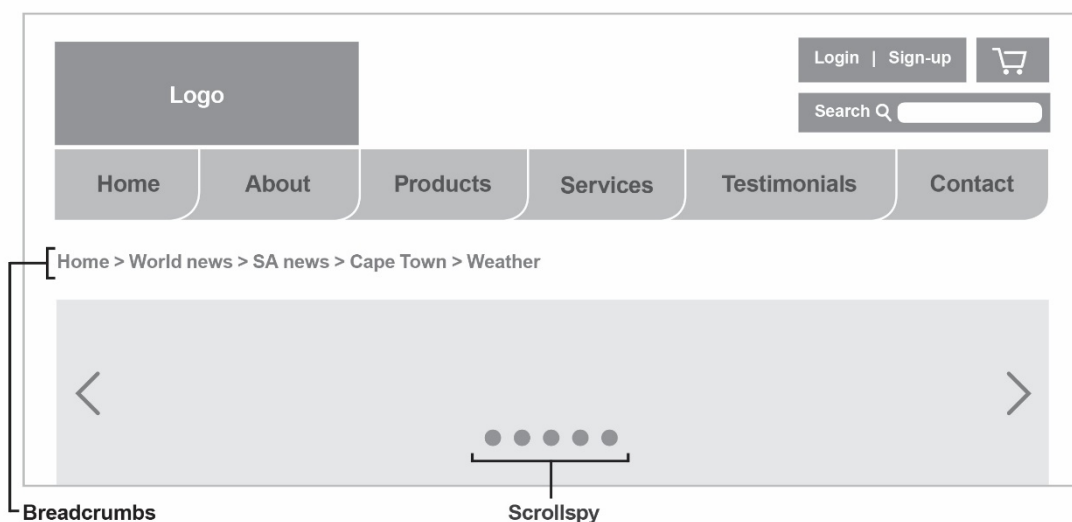 Logo
Login | Sign-up
Search
Home About Products Services Testimonials Contact
Home > World news > SA news > Cape Town > Weather
Breadcrumbs Scrollspy